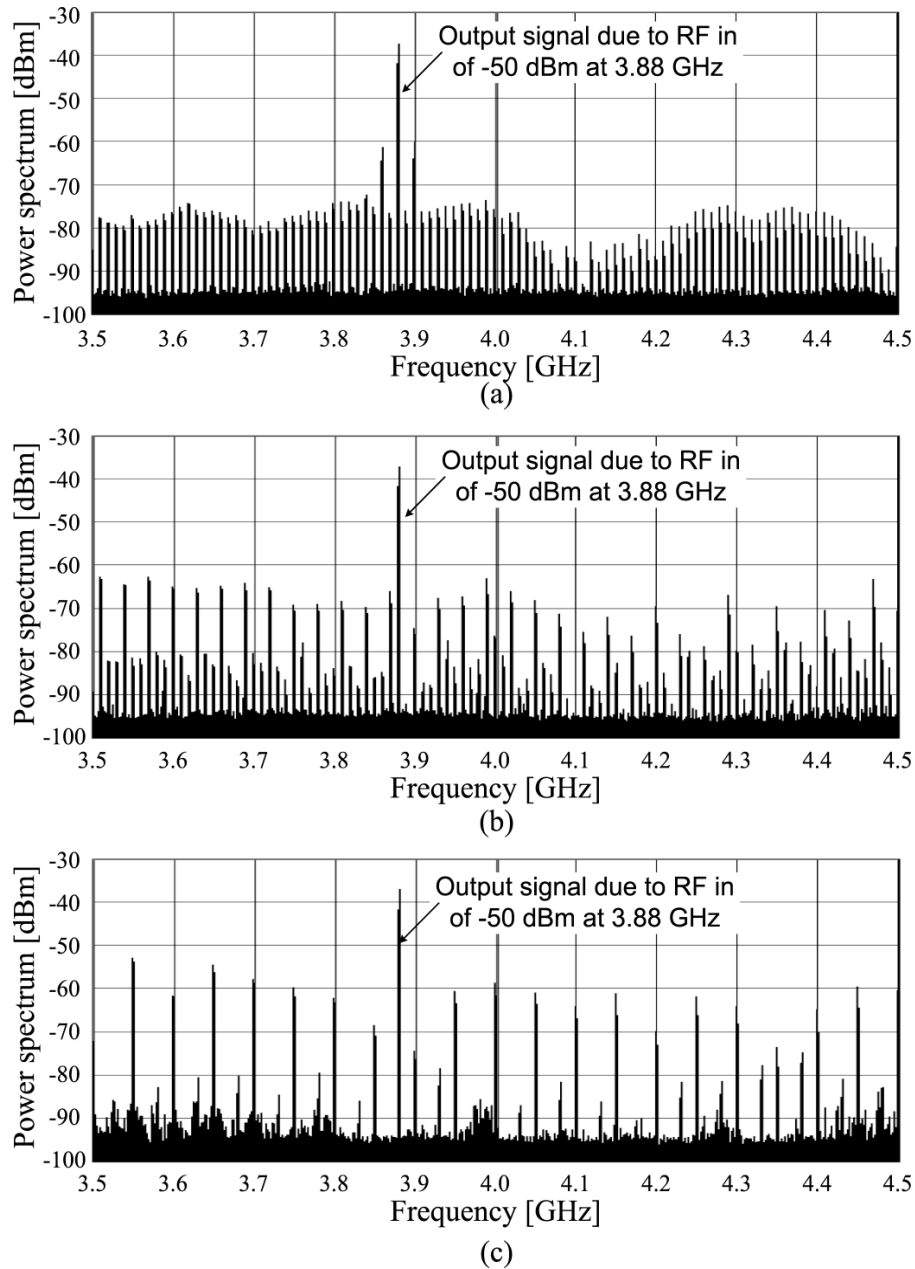 Power spectrum [dBm]
-30
-40
-50
-60
-70
-80
-90
-100
Output signal due to RF in
of -50 dBm at 3.88 GHz
3.5 3.6 3.7 3.8 3.9 4.0 4.1 4.2 4.3 4.4 4.5
Frequency [GHz]
(a)
Power spectrum [dBm]
-30
-40
-50
-60
-70
-80
-90
-100
Output signal due to RF in
of -50 dBm at 3.88 GHz
3.5 3.6 3.7 3.8 3.9 4.0 4.1 4.2 4.3 4.4 4.5
Frequency [GHz]
(b)
Power spectrum [dBm]
-30
-40
-50
-60
-70
-80
-90
-100
Output signal due to RF in
of -50 dBm at 3.88 GHz
3.5 3.6 3.7 3.8 3.9 4.0 4.1 4.2 4.3 4.4 4.5
Frequency [GHz]
(c)